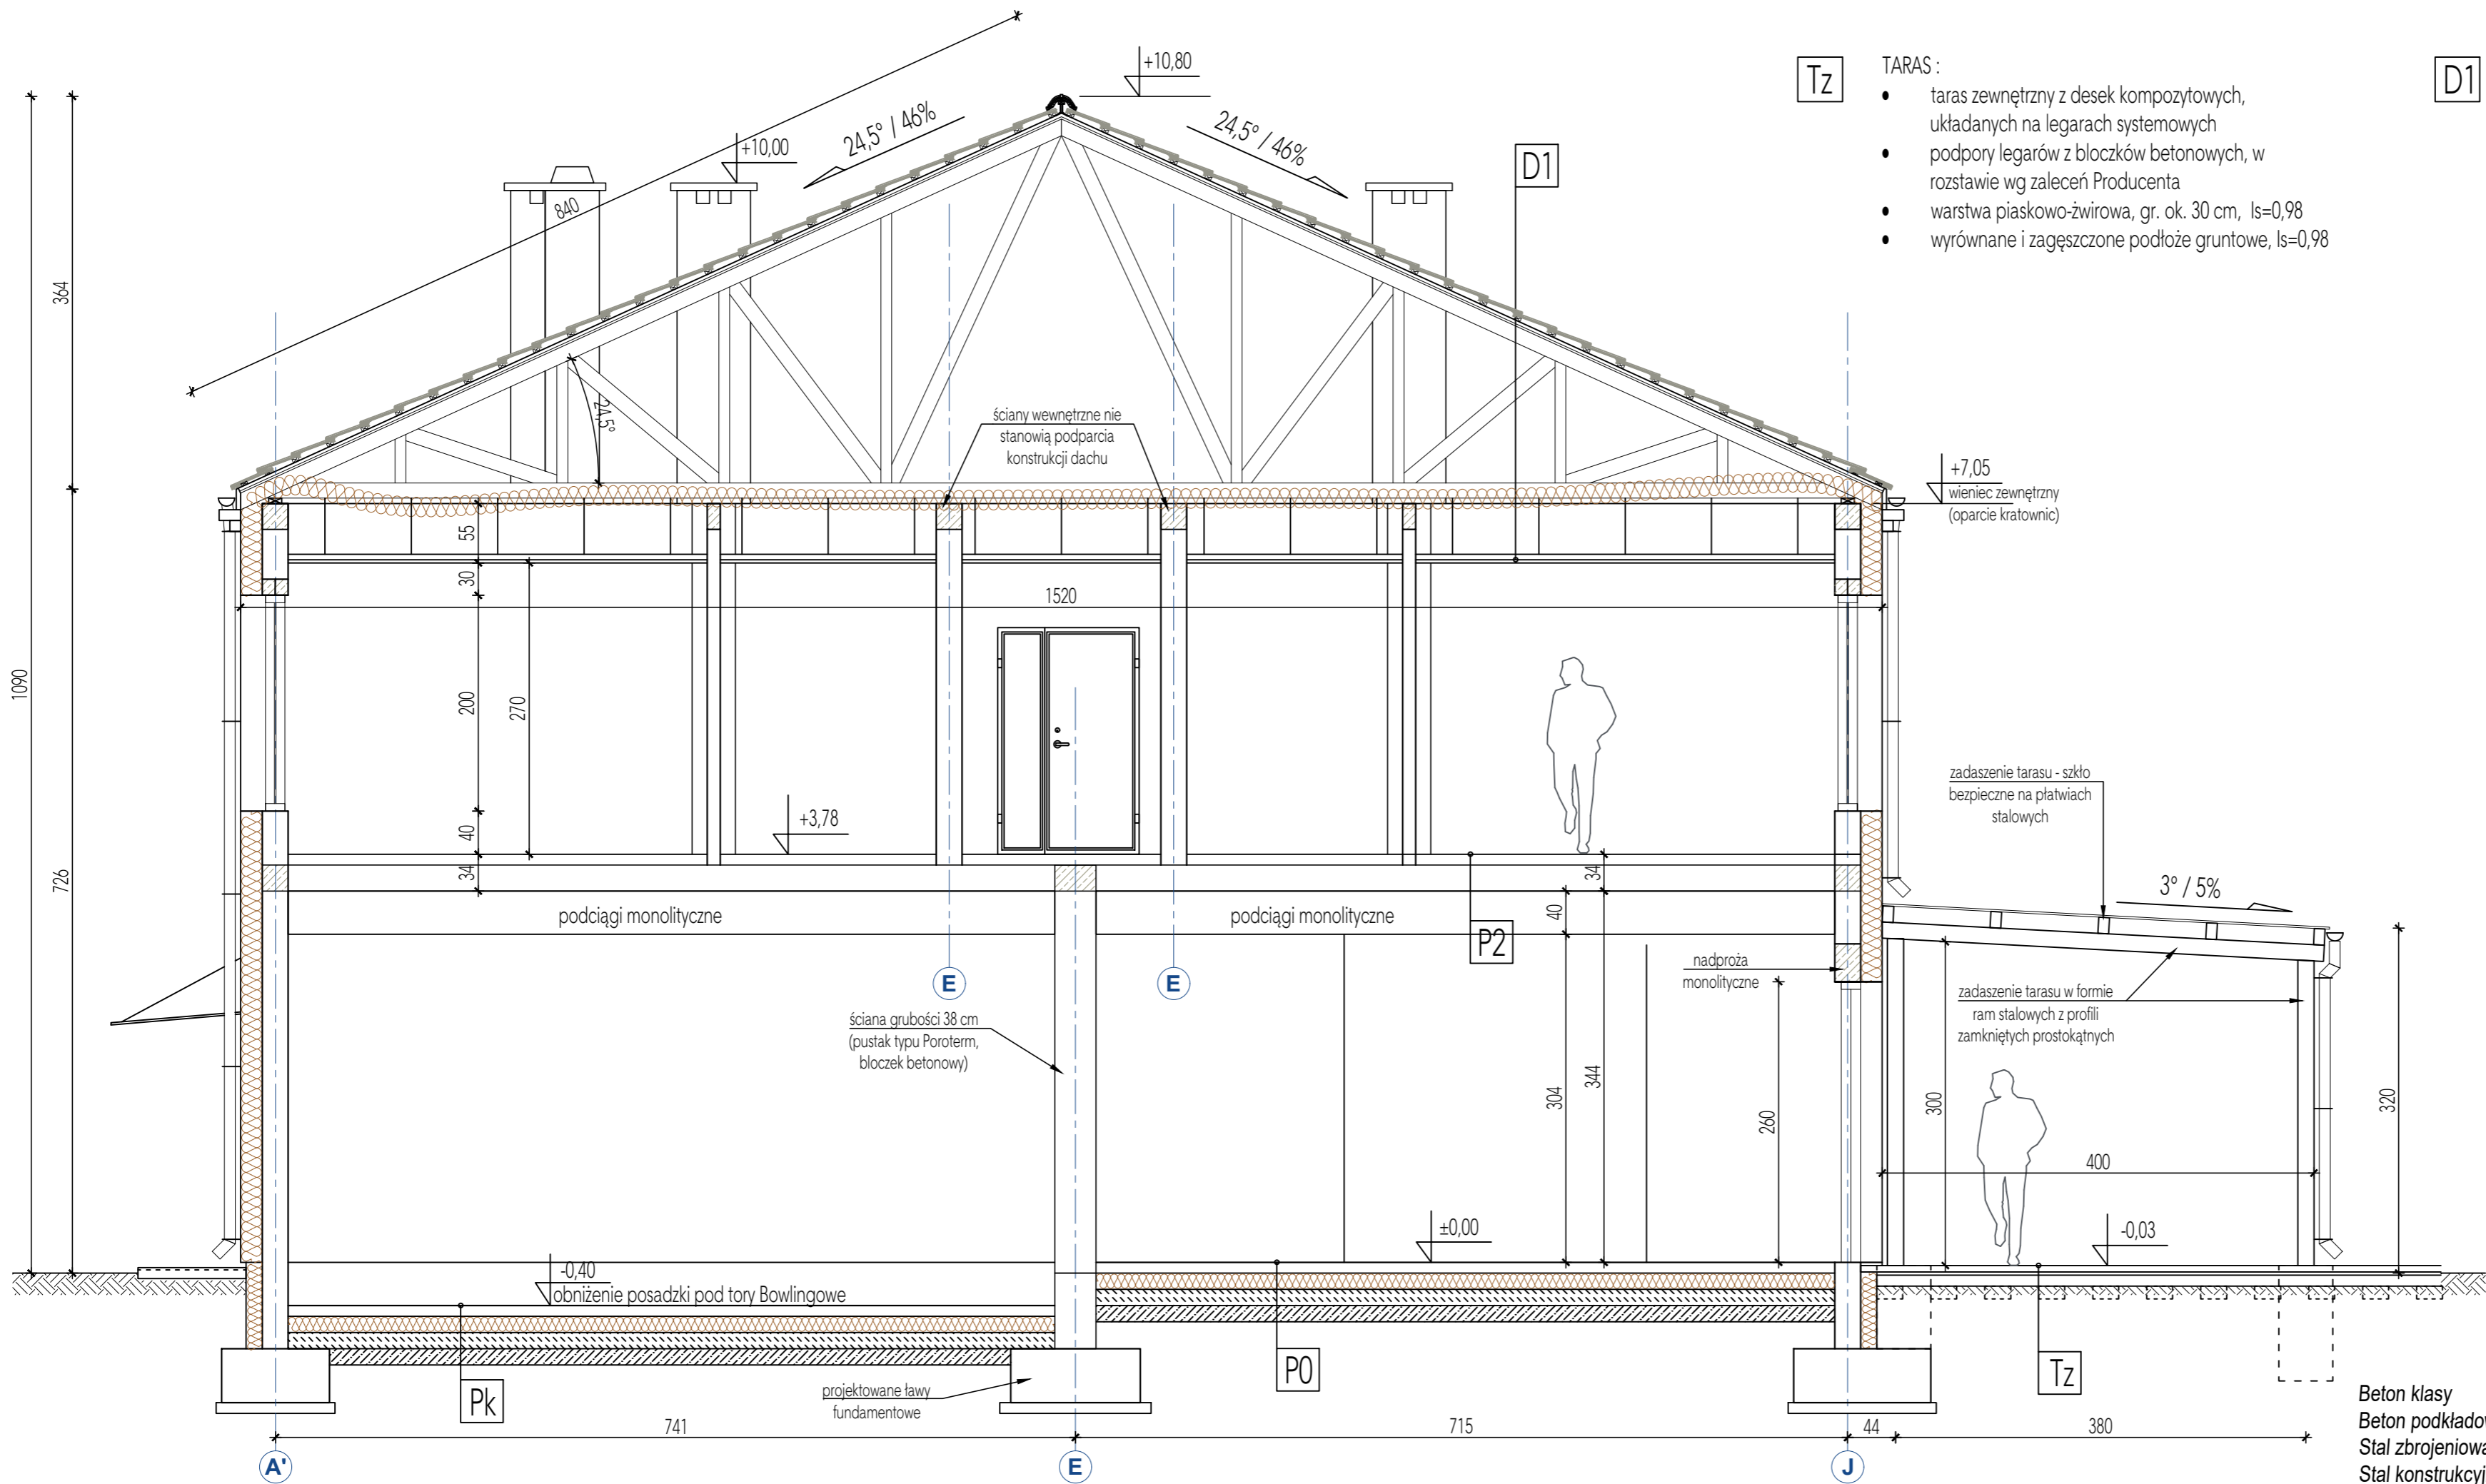 +10,80
Tz
TARAS :
• taras zewnętrzny z desek kompozytowych,
układanych na legarach systemowych
• podpory legarów z bloczków betonowych, w
rozstawie wg zaleceń Producenta
• warstwa piaskowo-żwirowa, gr. ok. 30 cm, Is=0,98
• wyrównane i zagęszczone podłoże gruntowe, Is=0,98
D1
24,5° / 46%
24,5° / 46%
+10,00
D1
840
364
24,5°
ściany wewnętrzne nie
stanowią podparcia
konstrukcji dachu
+7,05
wieniec zewnętrzny
(oparcie kratownic)
55
30
1520
1090
200
270
zadaszenie tarasu - szkło
bezpieczne na płatwiach
stalowych
+3,78
40
726
34
34
3° / 5%
podciągi monolityczne
podciągi monolityczne
40
P2
nadproża
monolityczne
E
E
zadaszenie tarasu w formie
ram stalowych z profili
zamkniętych prostokątnych
ściana grubości 38 cm
(pustak typu Poroterm,
bloczek betonowy)
304
344
260
300
320
400
±0,00
-0,03
-0,40
obniżenie posadzki pod tory Bowlingowe
Pk
projektowane ławy
fundamentowe
P0
Tz
741
715
44
380
A'
E
J
Beton klasy
Beton podkłado
Stal zbrojeniowa
Stal konstrukcyj